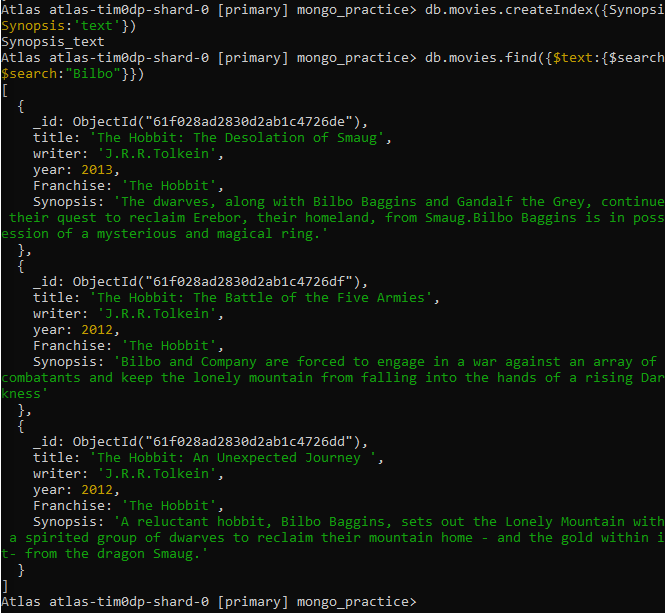 Atlas atlas-tim0dp-shard-0 [primary] mongo_practice> db.movies.createIndex({Synopsi
Synopsis:'text'})
Synopsis_text
Atlas atlas-tim0dp-shard-0 [primary] mongo_practice> db.movies.find({$text:{$search
$search:"Bilbo"}})
[
  {
    _id: ObjectId("61f028ad2830d2ab1c4726de"),
    title: 'The Hobbit: The Desolation of Smaug',
    writer: 'J.R.R.Tolkein',
    year: 2013,
    Franchise: 'The Hobbit',
    Synopsis: 'The dwarves, along with Bilbo Baggins and Gandalf the Grey, continue
 their quest to reclaim Erebor, their homeland, from Smaug.Bilbo Baggins is in poss
ession of a mysterious and magical ring.'
  },
  {
    _id: ObjectId("61f028ad2830d2ab1c4726df"),
    title: 'The Hobbit: The Battle of the Five Armies',
    writer: 'J.R.R.Tolkein',
    year: 2012,
    Franchise: 'The Hobbit',
    Synopsis: 'Bilbo and Company are forced to engage in a war against an array of
combatants and keep the lonely mountain from falling into the hands of a rising Dar
kness'
  },
  {
    _id: ObjectId("61f028ad2830d2ab1c4726dd"),
    title: 'The Hobbit: An Unexpected Journey ',
    writer: 'J.R.R.Tolkein',
    year: 2012,
    Franchise: 'The Hobbit',
    Synopsis: 'A reluctant hobbit, Bilbo Baggins, sets out the Lonely Mountain with
 a spirited group of dwarves to reclaim their mountain home - and the gold within i
t- from the dragon Smaug.'
  }
]
Atlas atlas-tim0dp-shard-0 [primary] mongo_practice>